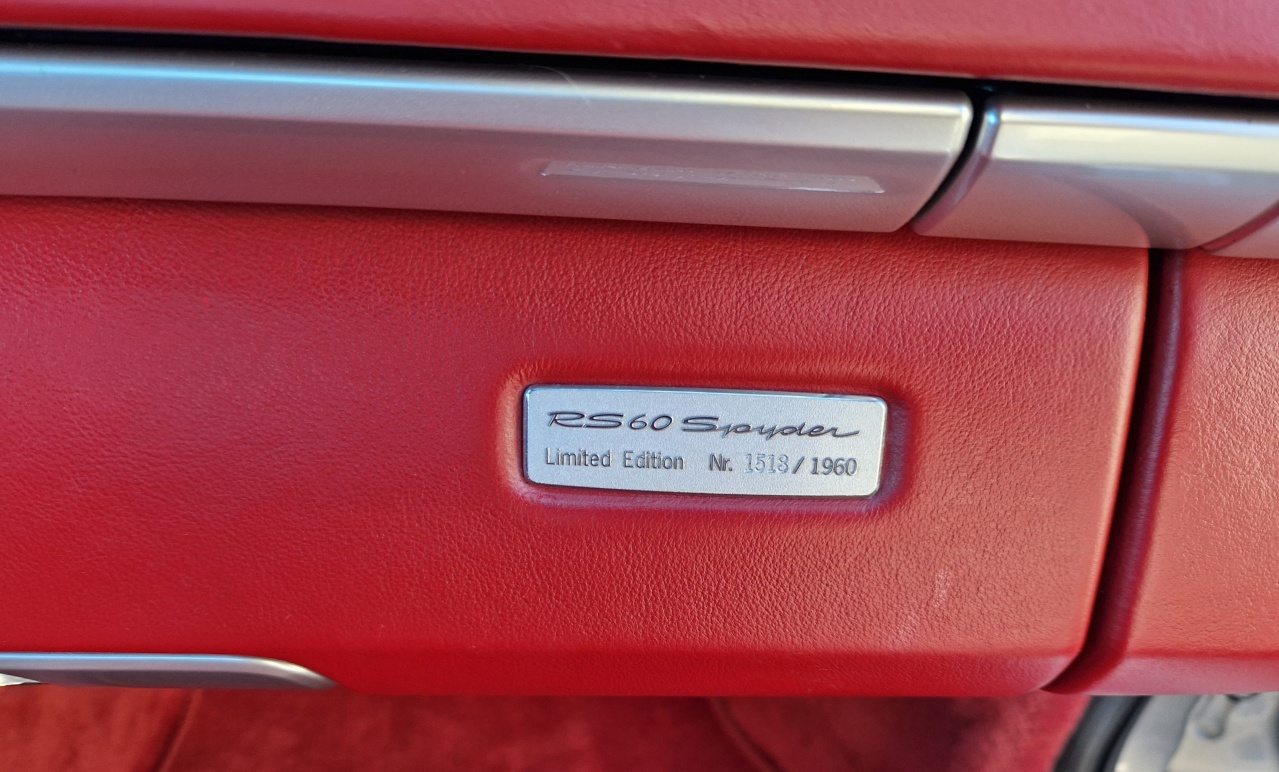 RS60 Spyder
Limited Edition Nr. 1518/1960